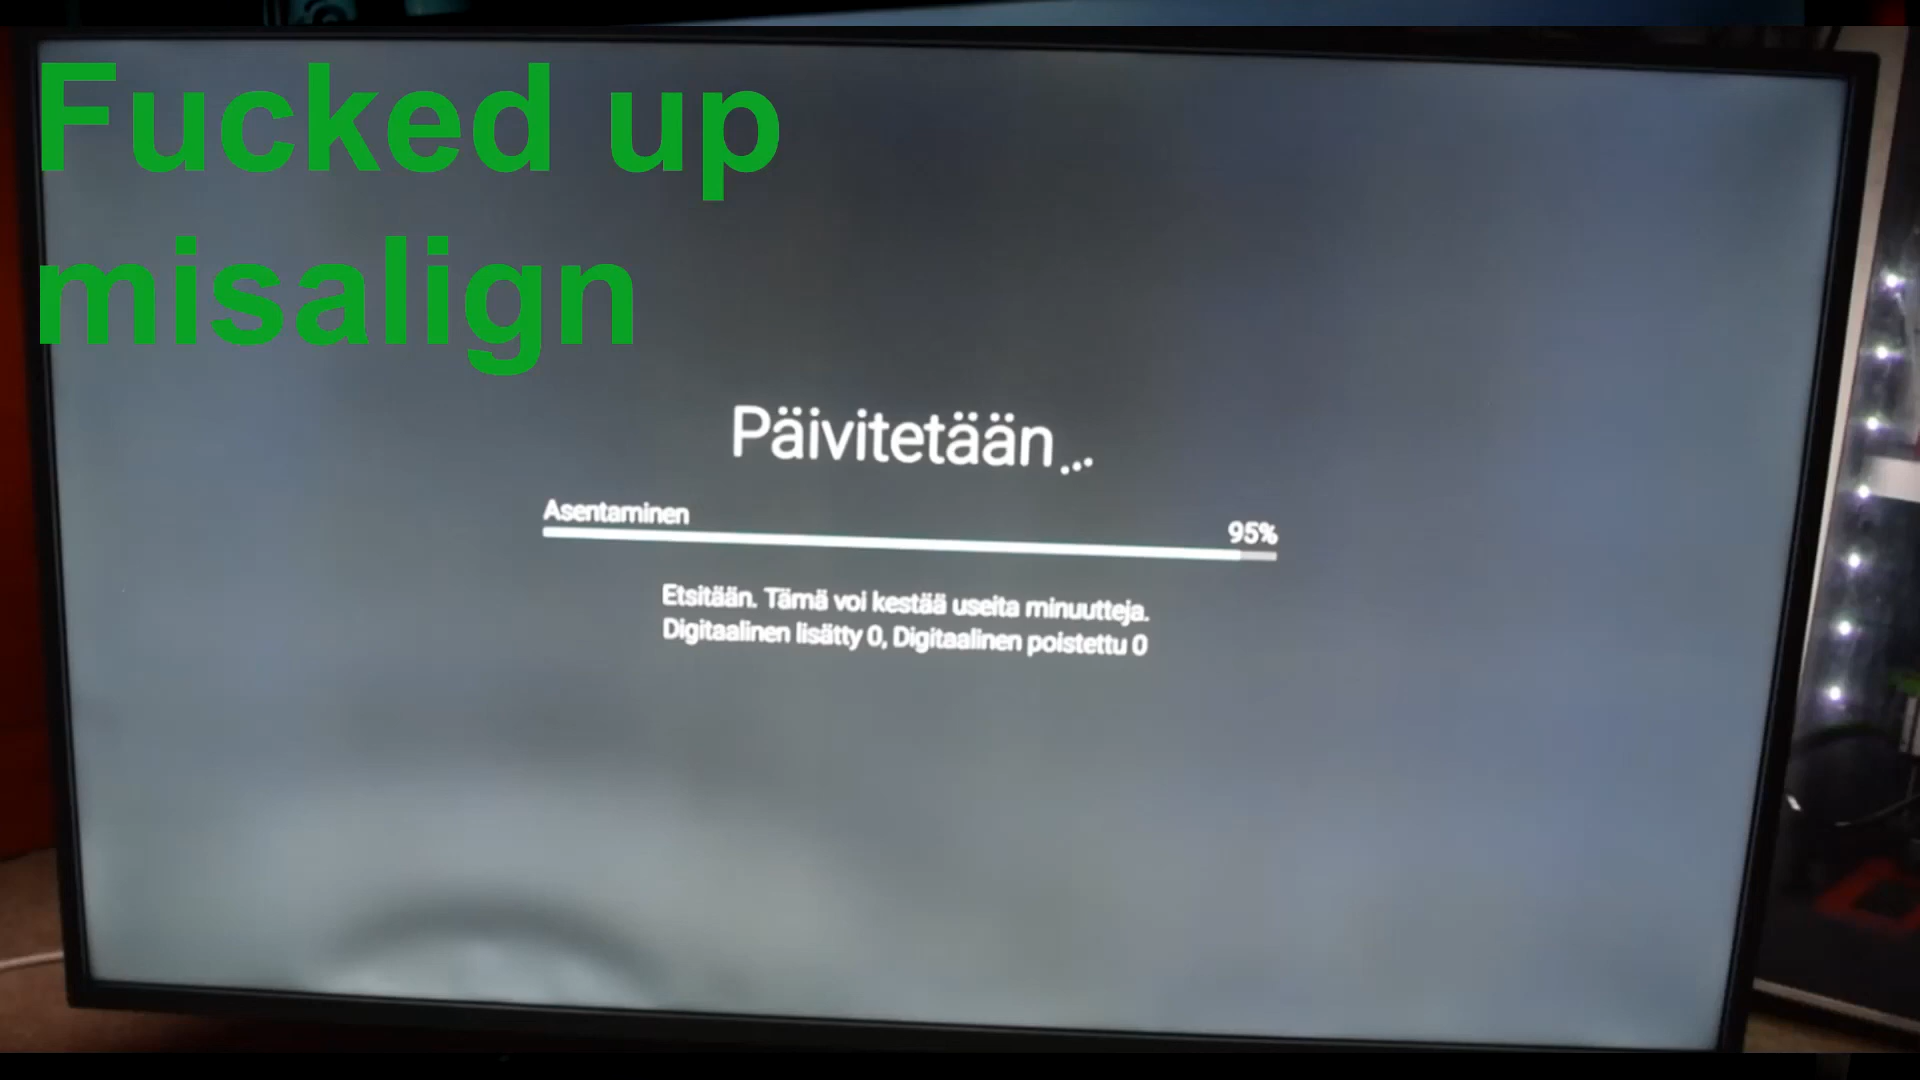 Fucked up
misalign
Päivitetään...
Asentaminen 95%
Etsitään. Tämä voi kestää useita minuutteja.
Digitaalinen lisätty 0, Digitaalinen poistettu 0